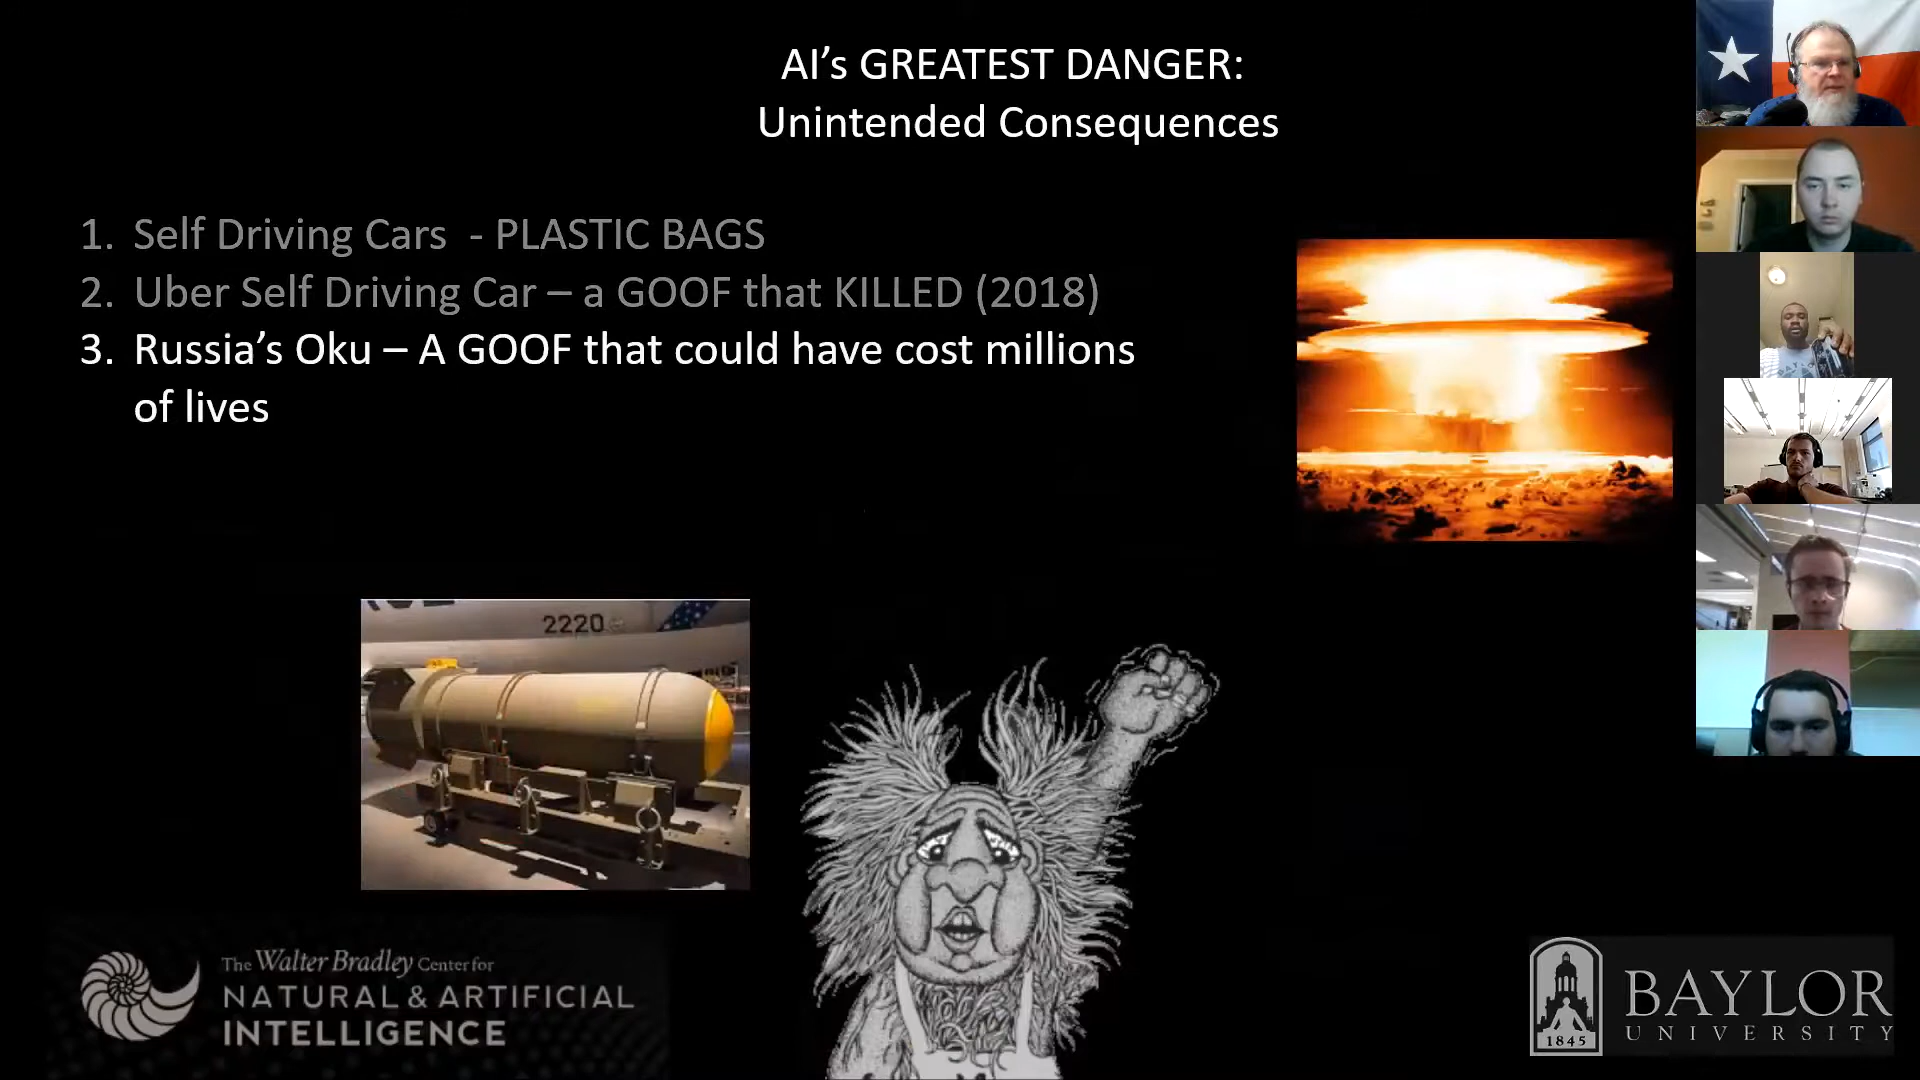 AI's GREATEST DANGER:
Unintended Consequences
1. Self Driving Cars - PLASTIC BAGS
2. Uber Self Driving Car – a GOOF that KILLED (2018)
3. Russia's Oku – A GOOF that could have cost millions
of lives
2220
The Walter Bradley Center for
NATURAL & ARTIFICIAL
INTELLIGENCE
1845
BAYLOR
UNIVERSITY